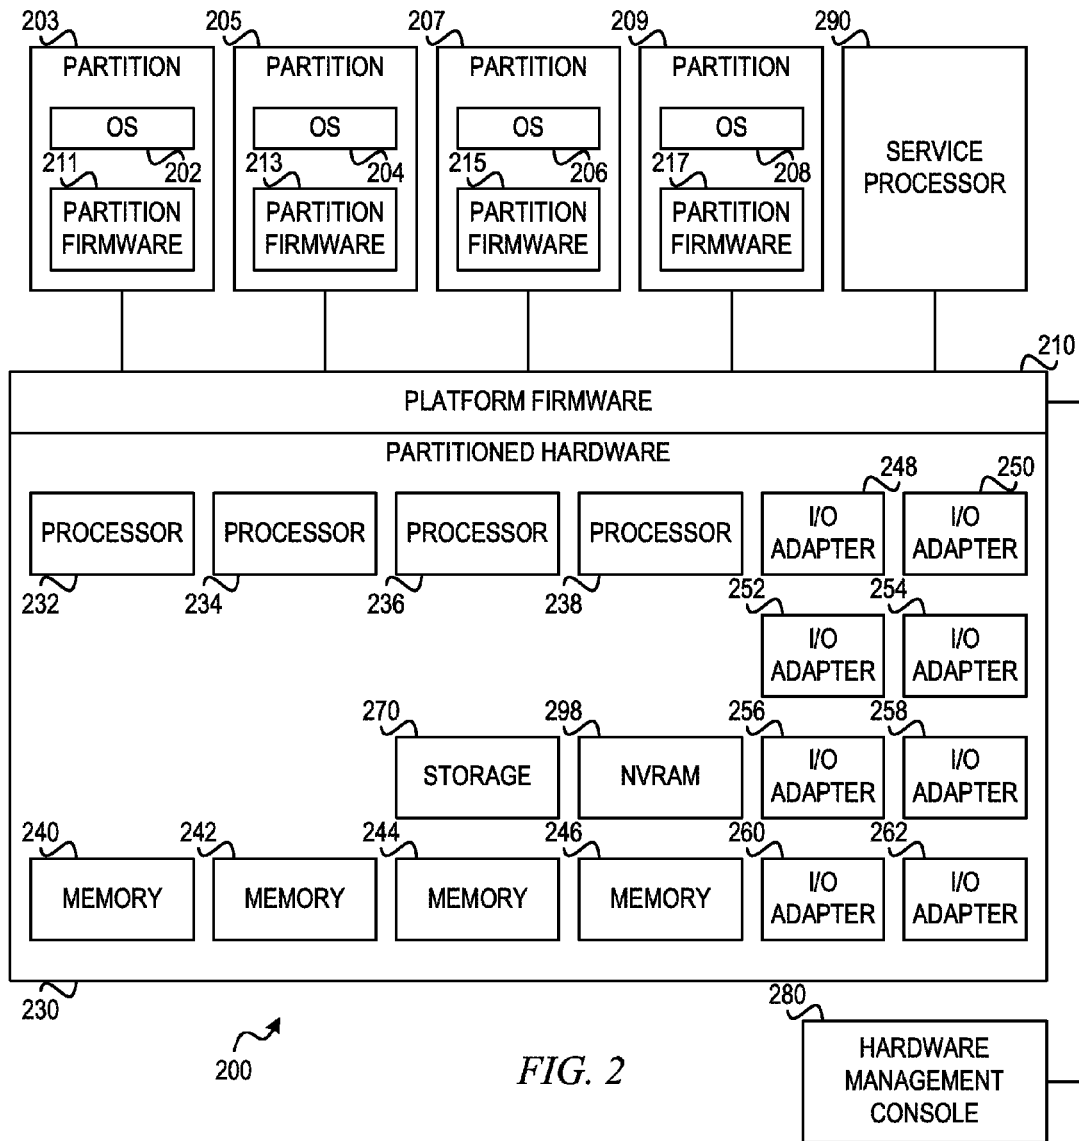 203 205 207 209 290
PARTITION PARTITION PARTITION PARTITION
OS OS OS OS
SERVICE
PROCESSOR
211 202 213 204 215 206 217 208
PARTITION
FIRMWARE
PARTITION
FIRMWARE
PARTITION
FIRMWARE
PARTITION
FIRMWARE
210
PLATFORM FIRMWARE
PARTITIONED HARDWARE
248 250
PROCESSOR PROCESSOR PROCESSOR PROCESSOR
I/O
ADAPTER
I/O
ADAPTER
232 234 236 238 252 254
I/O
ADAPTER
I/O
ADAPTER
270 298 256 258
STORAGE NVRAM
I/O
ADAPTER
I/O
ADAPTER
240 242 244 246 260 262
MEMORY MEMORY MEMORY MEMORY
I/O
ADAPTER
I/O
ADAPTER
230
280
200
FIG. 2
HARDWARE
MANAGEMENT
CONSOLE